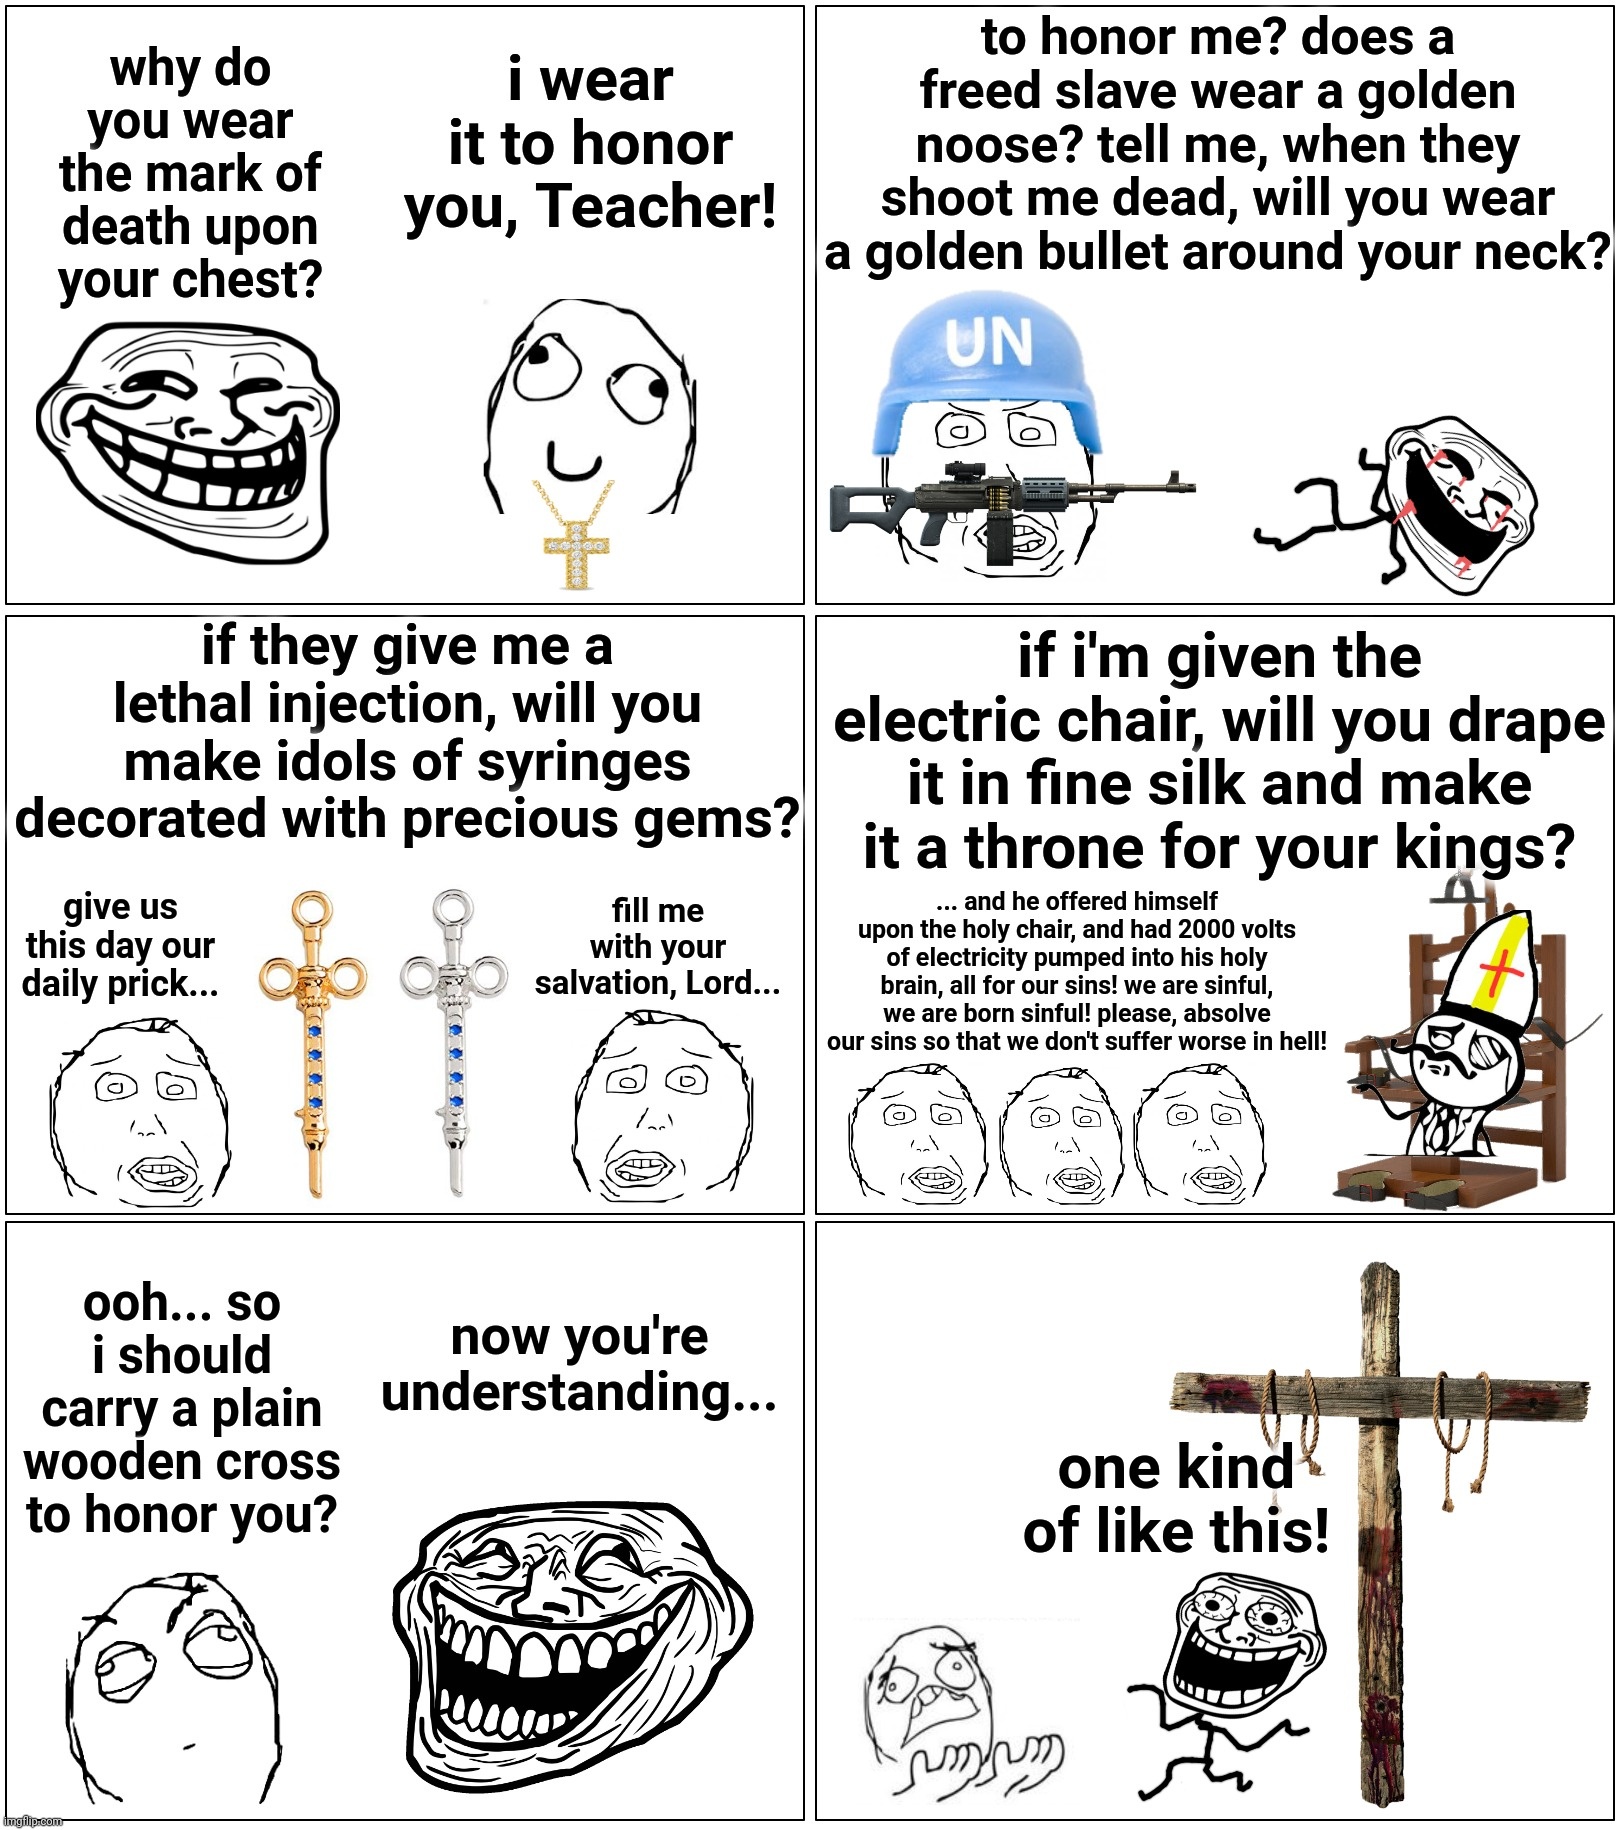 why do
you wear
the mark of
death upon
your chest?
i wear
it to honor
you, Teacher!
to honor me? does a
freed slave wear a golden
noose? tell me, when they
shoot me dead, will you wear
a golden bullet around your neck?
UN
if they give me a
lethal injection, will you
make idols of syringes
decorated with precious gems?
give us
this day our
daily prick...
fill me
with your
salvation, Lord...
if i'm given the
electric chair, will you drape
it in fine silk and make
it a throne for your kings?
... and he offered himself
upon the holy chair, and had 2000 volts
of electricity pumped into his holy
brain, all for our sins! we are sinful,
we are born sinful! please, absolve
our sins so that we don't suffer worse in hell!
ooh... so
i should
carry a plain
wooden cross
to honor you?
now you're
understanding...
one kind
of like this!
imgflip.com